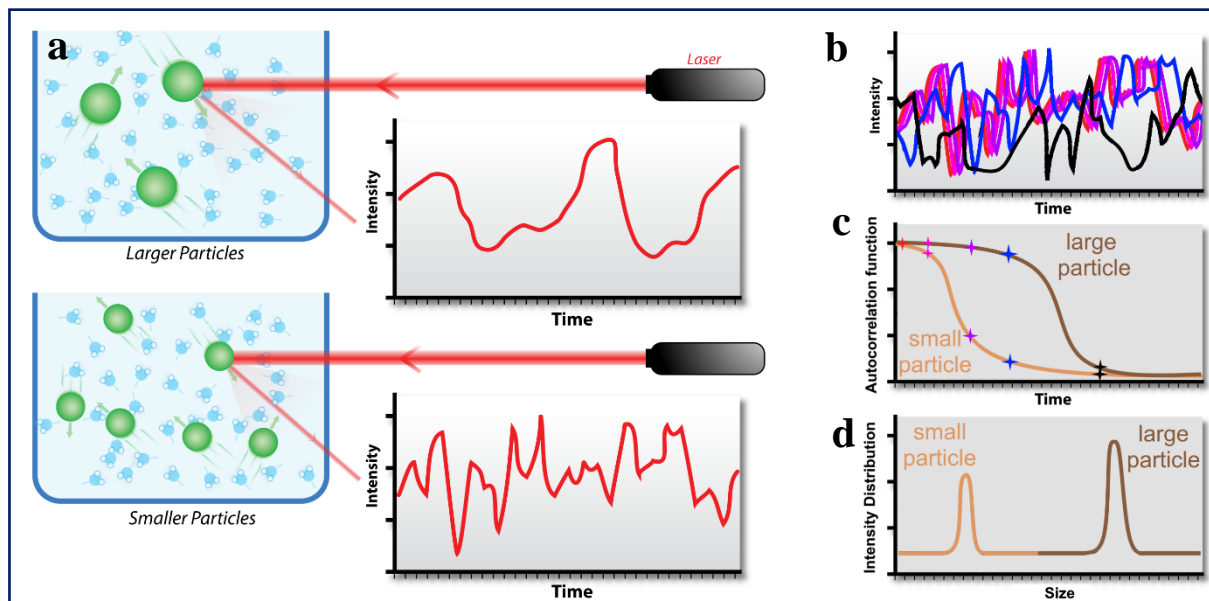 a
Laser
Intensity
Time
Larger Particles
Intensity
Time
Smaller Particles
b
Intensity
Time
c
Autocorrelation function
large
particle
small
particle
Time
d
Intensity Distribution
small
particle
large
particle
Size